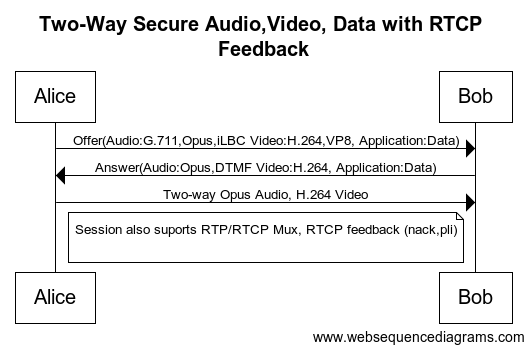 Two-Way Secure Audio,Video, Data with RTCP
Feedback
Alice
Bob
Offer(Audio:G.711,Opus,iLBC Video:H.264,VP8, Application:Data)
Answer(Audio:Opus,DTMF Video:H.264, Application:Data)
Two-way Opus Audio, H.264 Video
Session also suports RTP/RTCP Mux, RTCP feedback (nack,pli)
Alice
Bob
www.websequencediagrams.com